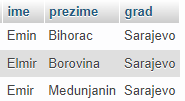 ime prezime grad
Emin Bihorac Sarajevo
Elmir Borovina Sarajevo
Emir Medunjanin Sarajevo